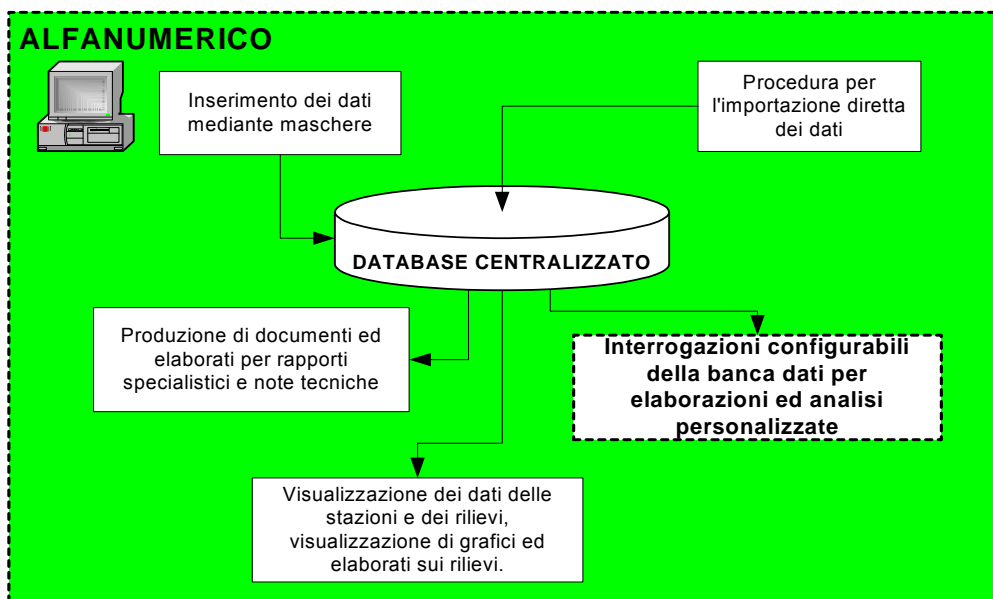 ALFANUMERICO
Inserimento dei dati
mediante maschere
Procedura per
l'importazione diretta
dei dati
DATABASE CENTRALIZZATO
Produzione di documenti ed
elaborati per rapporti
specialistici e note tecniche
Interrogazioni configurabili
della banca dati per
elaborazioni ed analisi
personalizzate
Visualizzazione dei dati delle
stazioni e dei rilievi,
visualizzazione di grafici ed
elaborati sui rilievi.